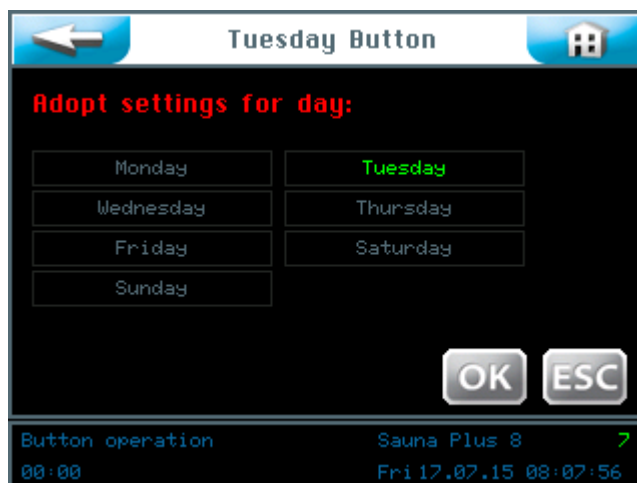 Tuesday Button
Adopt settings for day:
Monday Tuesday
Wednesday Thursday
Friday Saturday
Sunday
OK ESC
Button operation Sauna Plus 8 7
00:00 Fri 17.07.15 08:07:56